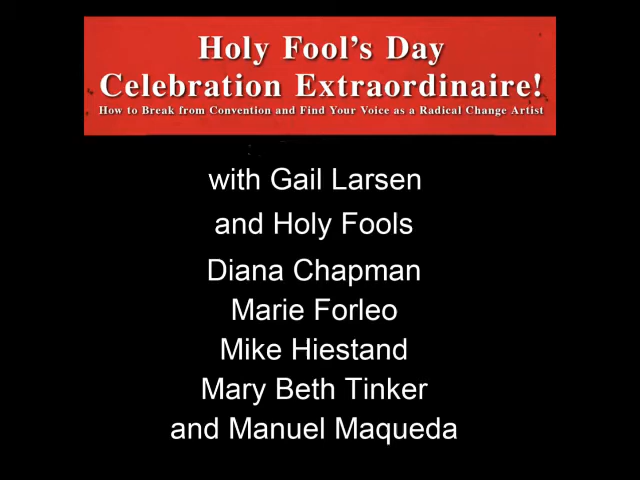 Holy Fool's Day
Celebration Extraordinaire!
How to Break from Convention and Find Your Voice as a Radical Change Artist
with Gail Larsen
and Holy Fools
Diana Chapman
Marie Forleo
Mike Hiestand
Mary Beth Tinker
and Manuel Maqueda